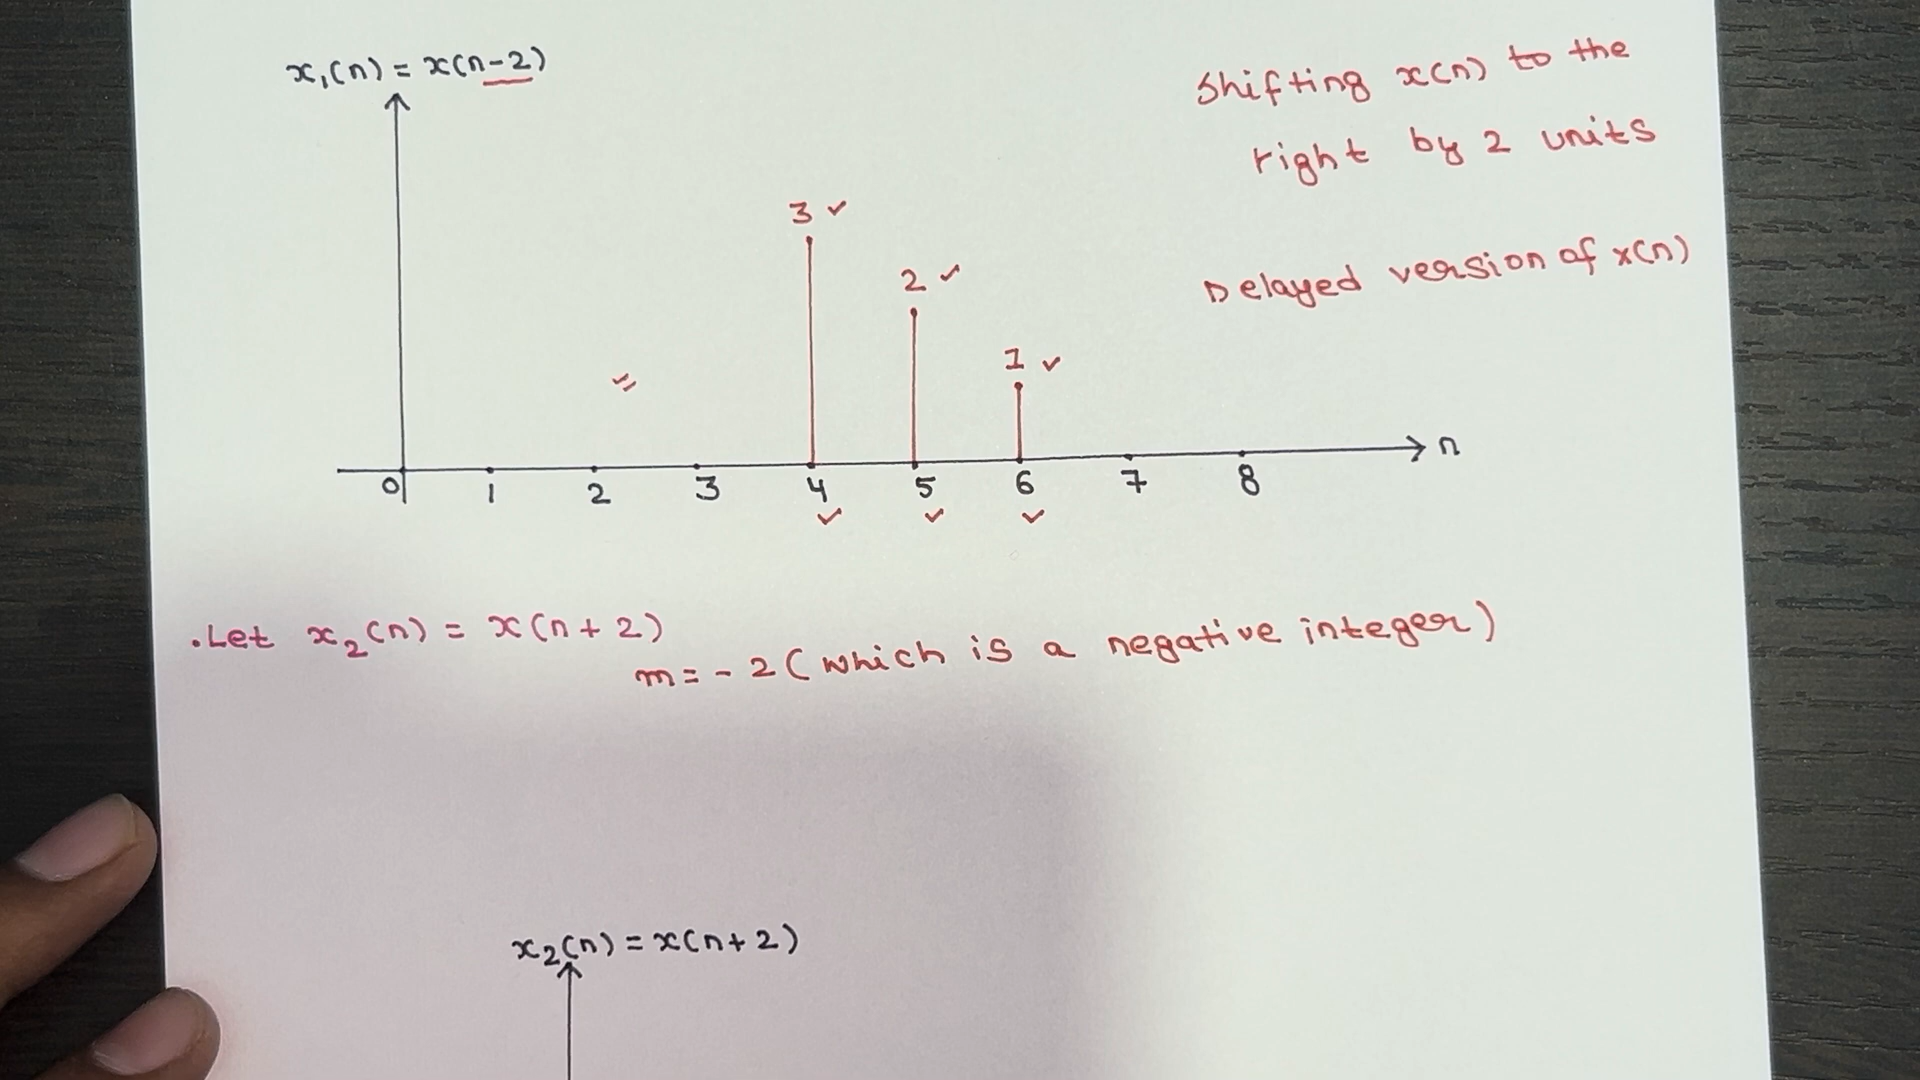 x₁(n) = x(n-2)
Shifting x(n) to the
right by 2 units
3 ✓
2 ✓
Delayed version of x(n)
1 ✓
n
0 1 2 3 4 5 6 7 8
✓ ✓ ✓
.Let x₂(n) = x(n+2)
m = -2 (which is a negative integer)
x₂(n) = x(n+2)